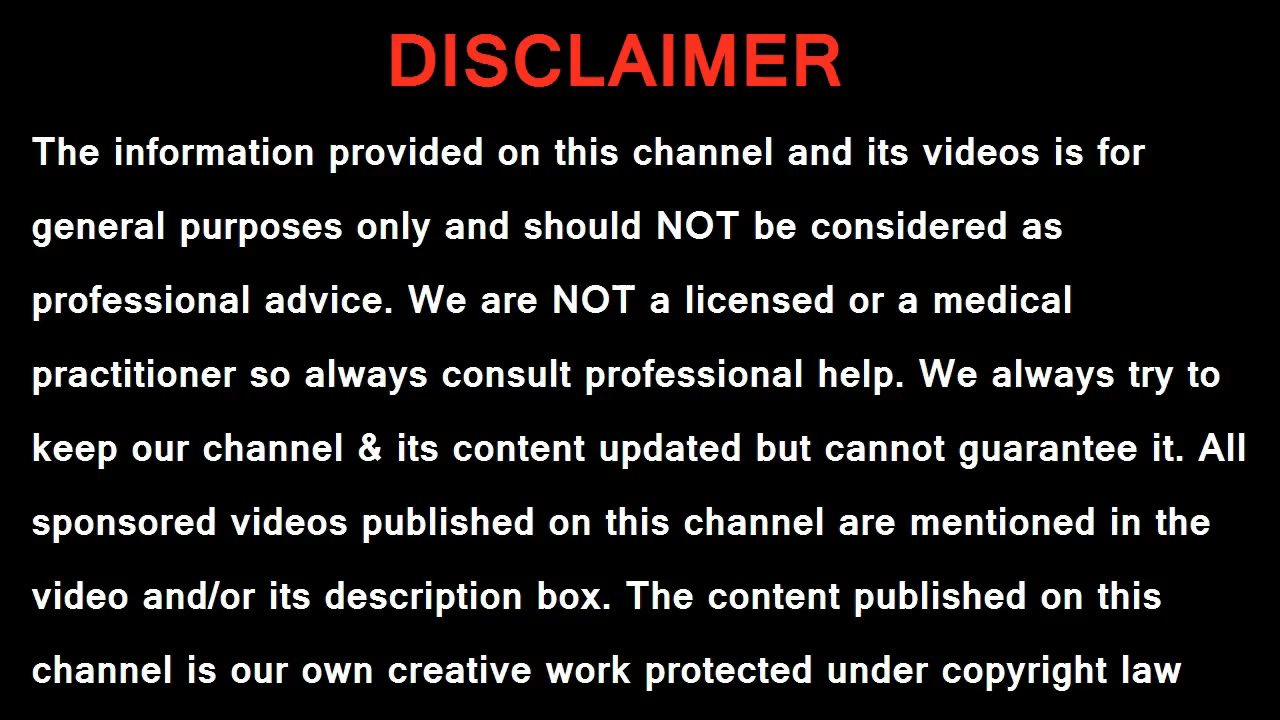 DISCLAIMER
The information provided on this channel and its videos is for
general purposes only and should NOT be considered as
professional advice. We are NOT a licensed or a medical
practitioner so always consult professional help. We always try to
keep our channel & its content updated but cannot guarantee it. All
sponsored videos published on this channel are mentioned in the
video and/or its description box. The content published on this
channel is our own creative work protected under copyright law